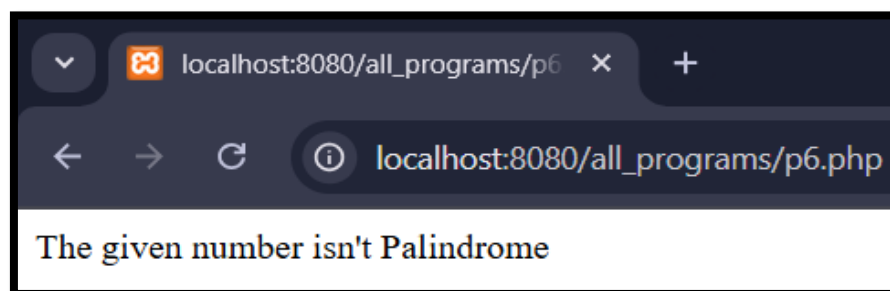 localhost:8080/all_programs/p6
localhost:8080/all_programs/p6.php
The given number isn't Palindrome